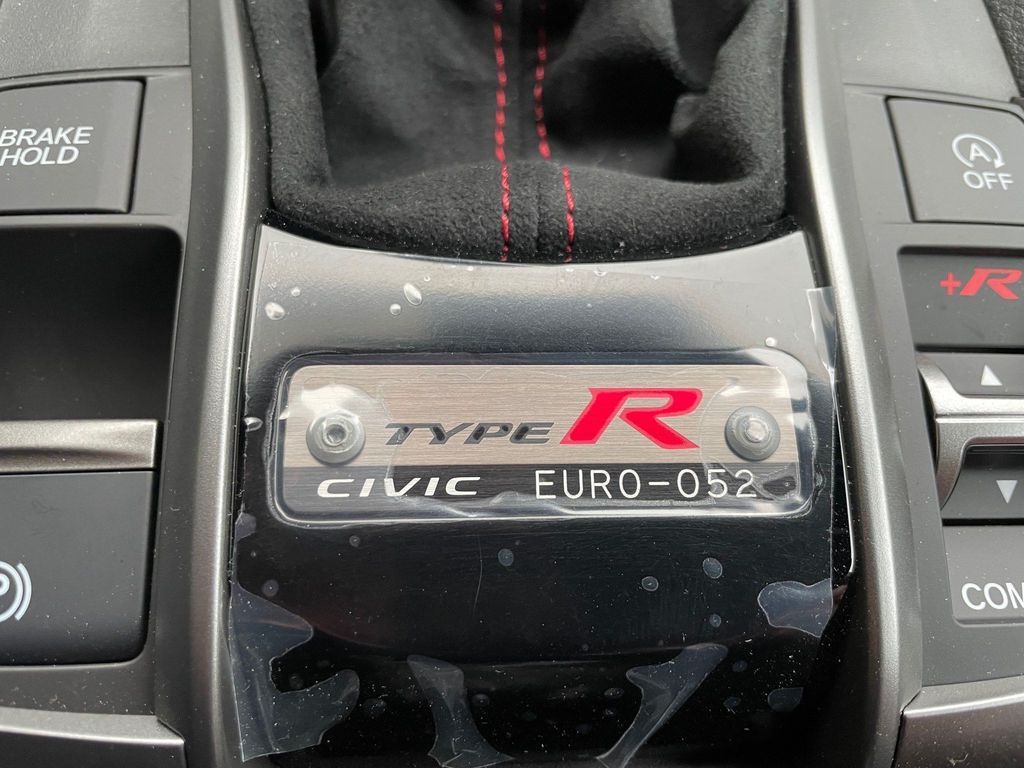 BRAKE
HOLD
A
OFF
+R
TYPE R
CIVIC EURO-052
P
COM